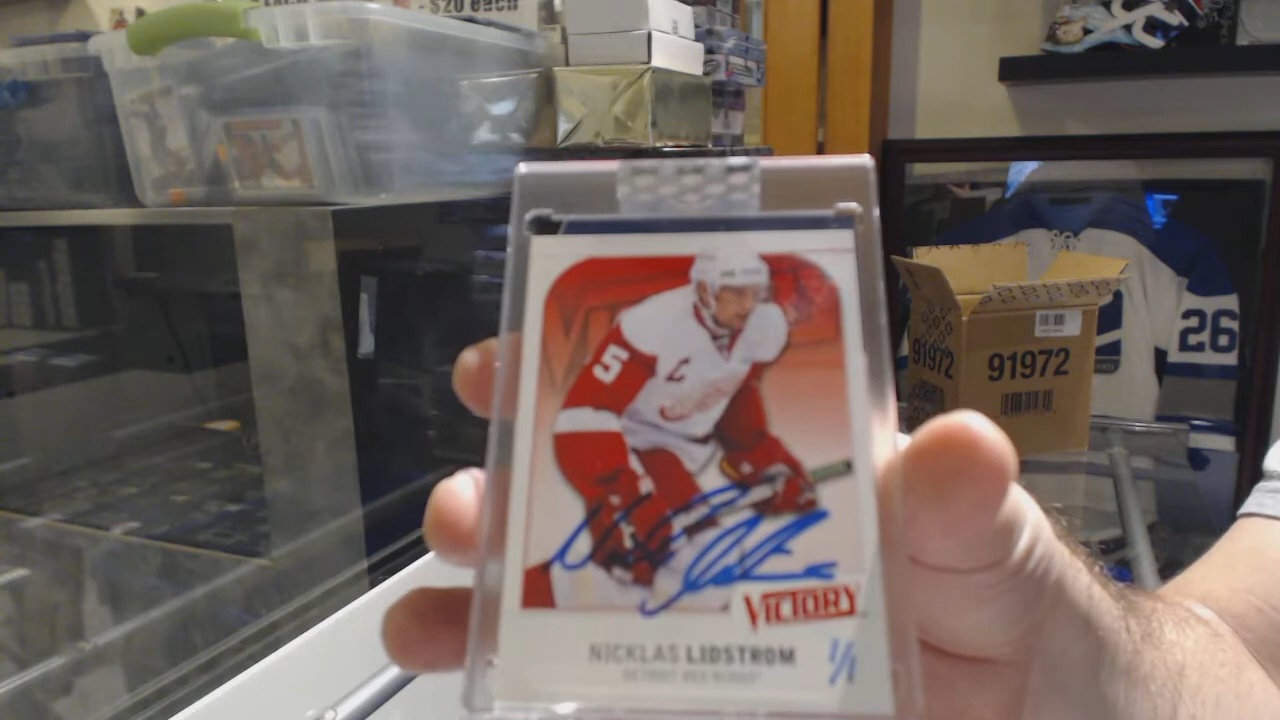 - $20 each
26
91972
91972
5
C
VICTORY
NICKLAS LIDSTROM
1/1
DETROIT RED WINGS